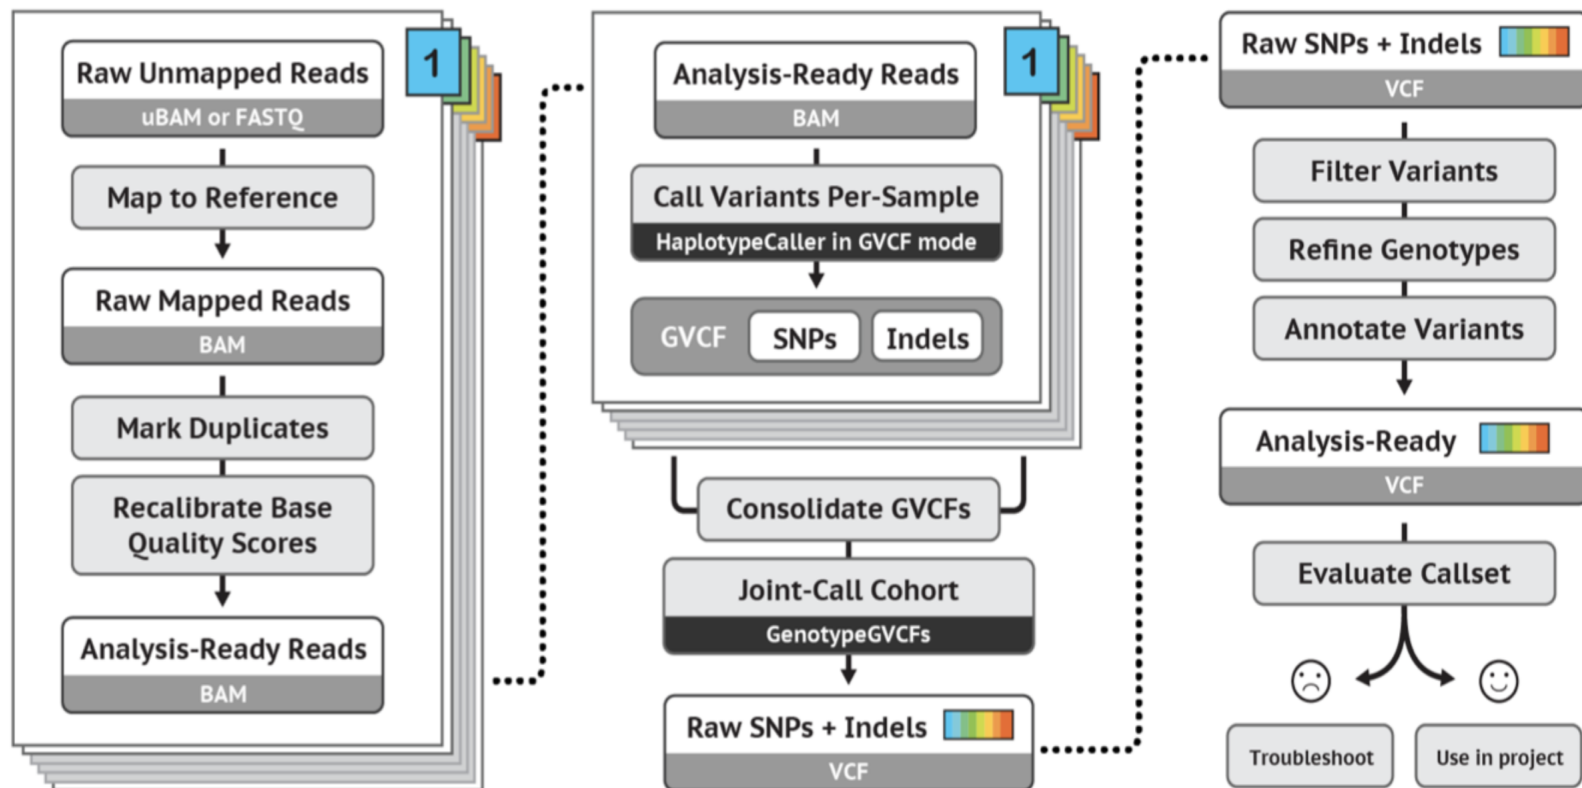 1
Raw Unmapped Reads
uBAM or FASTQ
Map to Reference
Raw Mapped Reads
BAM
Mark Duplicates
Recalibrate Base
Quality Scores
Analysis-Ready Reads
BAM
1
Analysis-Ready Reads
BAM
Call Variants Per-Sample
HaplotypeCaller in GVCF mode
GVCF SNPs Indels
Consolidate GVCFs
Joint-Call Cohort
GenotypeGVCFs
Raw SNPs + Indels
VCF
Raw SNPs + Indels
VCF
Filter Variants
Refine Genotypes
Annotate Variants
Analysis-Ready
VCF
Evaluate Callset
Troubleshoot
Use in project